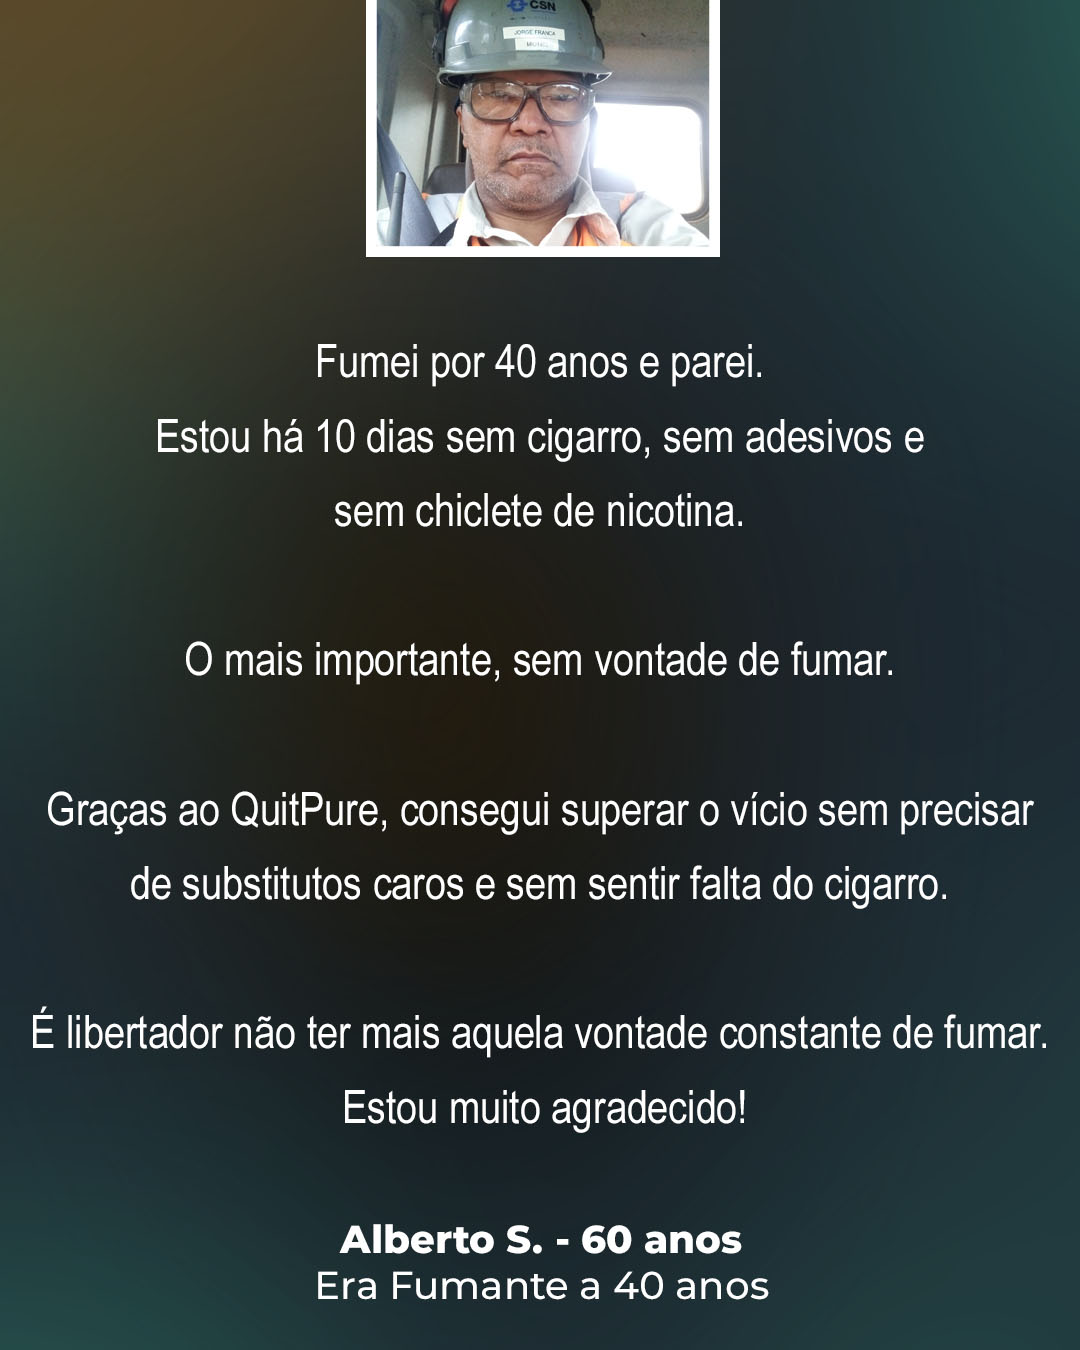 CSN
JORGE FRANCA
Fumei por 40 anos e parei.
Estou há 10 dias sem cigarro, sem adesivos e
sem chiclete de nicotina.
O mais importante, sem vontade de fumar.
Graças ao QuitPure, consegui superar o vício sem precisar
de substitutos caros e sem sentir falta do cigarro.
É libertador não ter mais aquela vontade constante de fumar.
Estou muito agradecido!
Alberto S. - 60 anos
Era Fumante a 40 anos